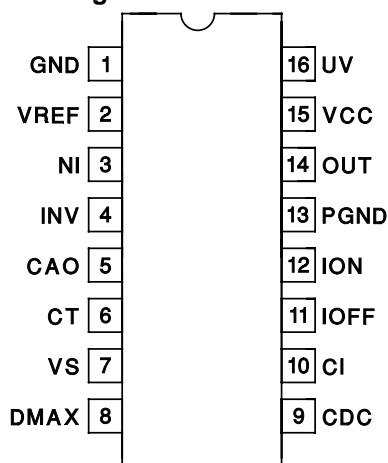 GND 1 16 UV
VREF 2 15 VCC
NI 3 14 OUT
INV 4 13 PGND
CAO 5 12 ION
CT 6 11 IOFF
VS 7 10 CI
DMAX 8 9 CDC